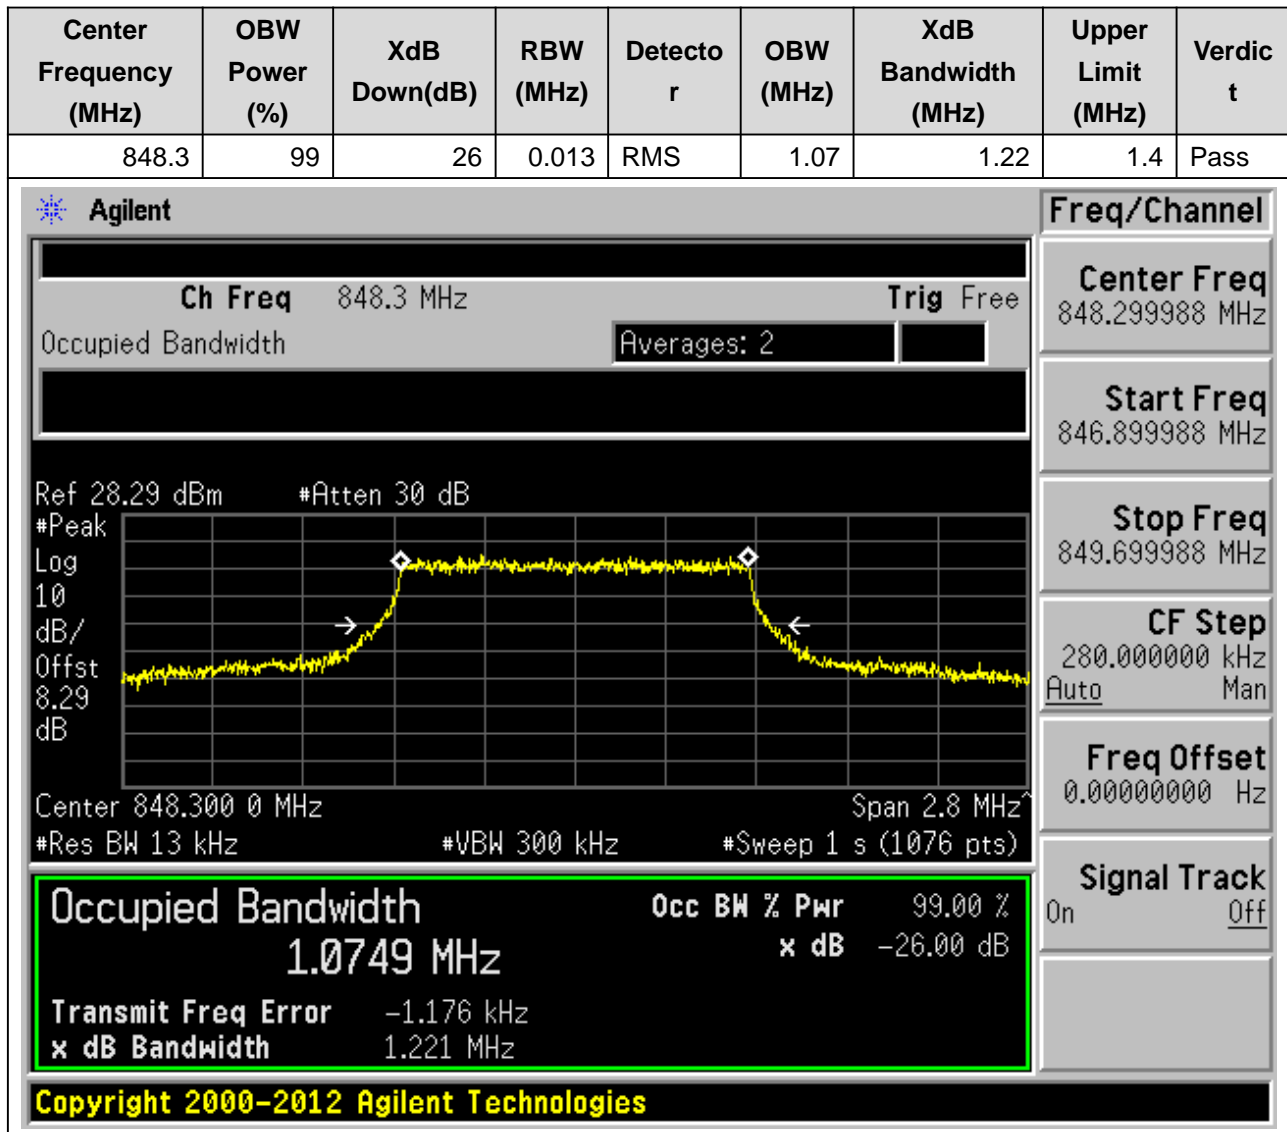 Center Frequency (MHz) OBW Power (%) XdB Down(dB) RBW (MHz) Detecto r OBW (MHz) XdB Bandwidth (MHz) Upper Limit (MHz) Verdic t
848.3 99 26 0.013 RMS 1.07 1.22 1.4 Pass
Agilent
Freq/Channel
Ch Freq 848.3 MHz Trig Free
Occupied Bandwidth Averages: 2
Center Freq
848.299988 MHz
Start Freq
846.899988 MHz
Stop Freq
849.699988 MHz
CF Step
280.000000 kHz
Auto Man
Freq Offset
0.00000000 Hz
Signal Track
On Off
Ref 28.29 dBm #Atten 30 dB
#Peak
Log
10
dB/
Offst
8.29
dB
Center 848.300 0 MHz Span 2.8 MHz^
#Res BW 13 kHz #VBW 300 kHz #Sweep 1 s (1076 pts)
Occupied Bandwidth Occ BW % Pwr 99.00 %
1.0749 MHz x dB -26.00 dB
Transmit Freq Error -1.176 kHz
x dB Bandwidth 1.221 MHz
Copyright 2000-2012 Agilent Technologies